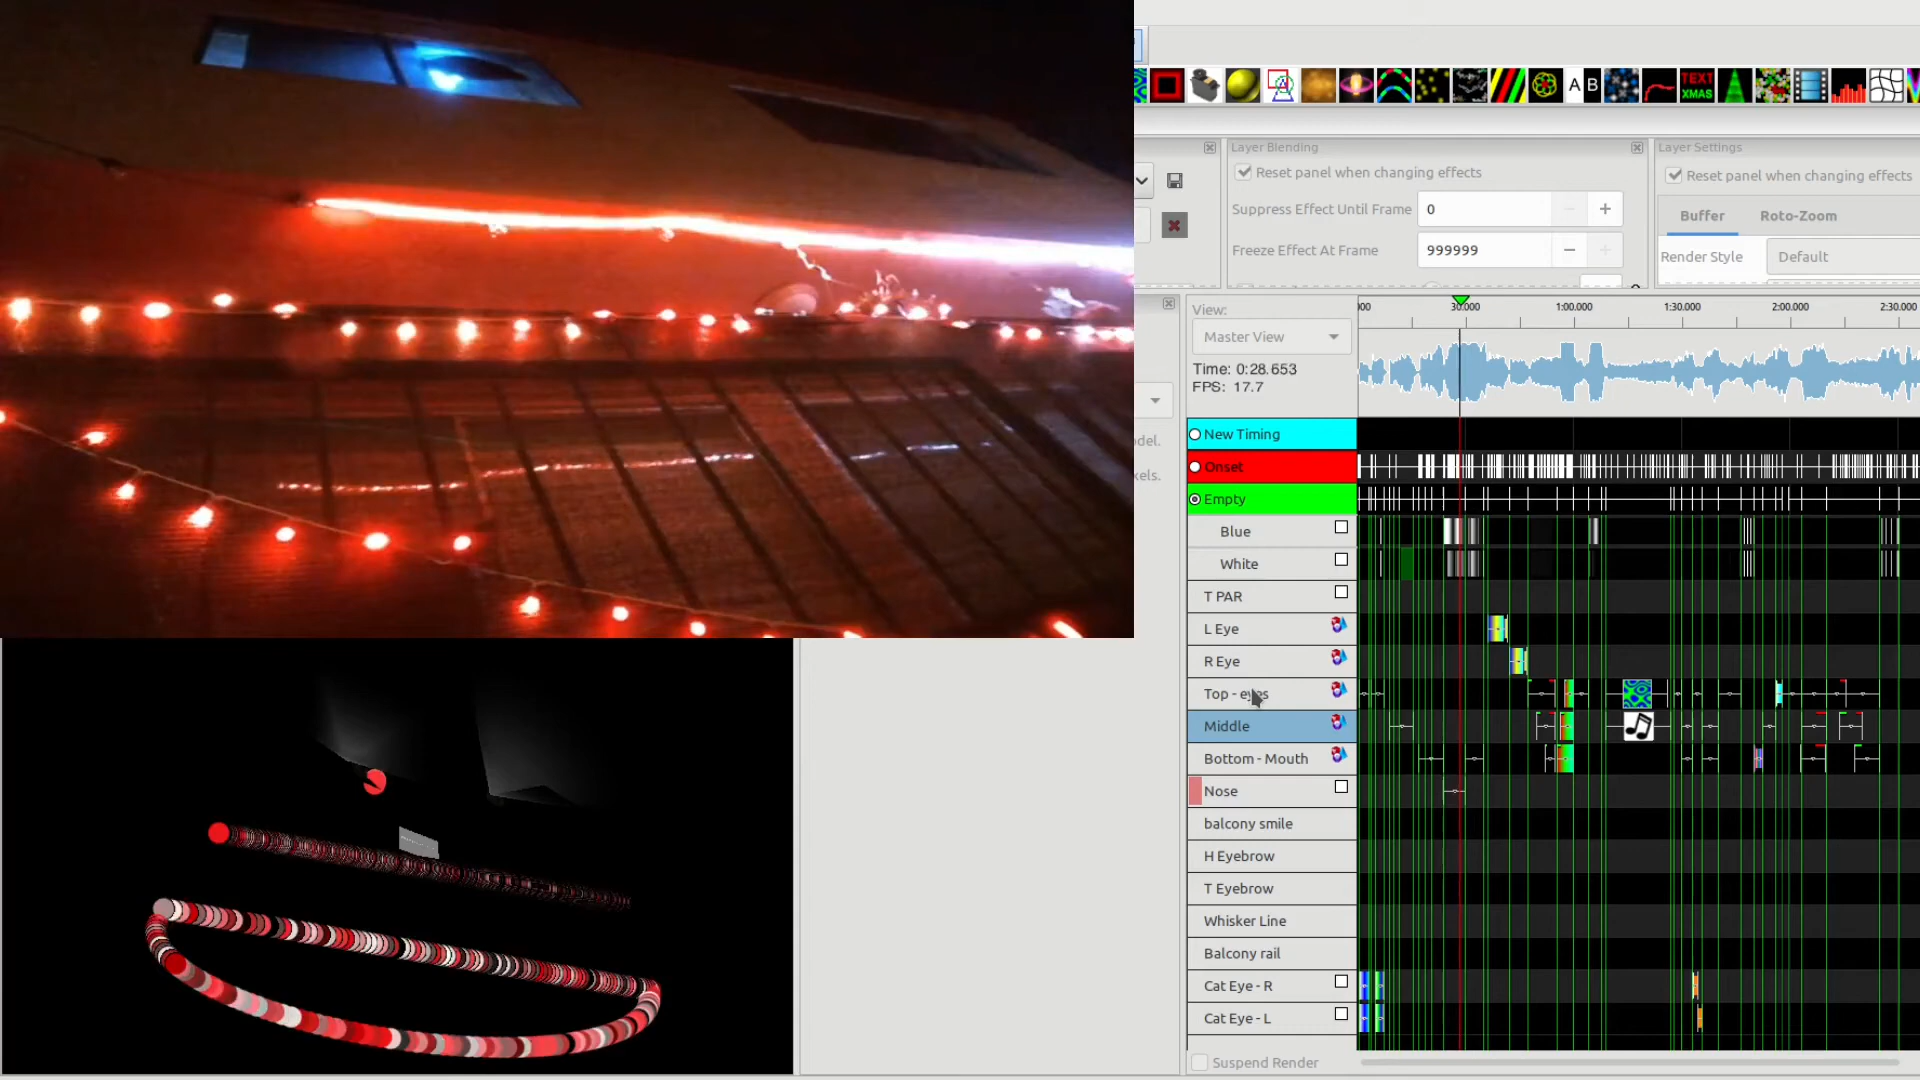 A B
TEXT
XMAS
Layer Blending
Layer Settings
Reset panel when changing effects
Reset panel when changing effects
Suppress Effect Until Frame
0
Buffer
Roto-Zoom
Freeze Effect At Frame
999999
Render Style
Default
View:
Master View
Time: 0:28.653
FPS: 17.7
1:00.000
1:30.000
2:00.000
2:30.000
New Timing
Onset
Empty
Blue
White
T PAR
L Eye
R Eye
Top - eyes
Middle
Bottom - Mouth
Nose
balcony smile
H Eyebrow
T Eyebrow
Whisker Line
Balcony rail
Cat Eye - R
Cat Eye - L
Suspend Render